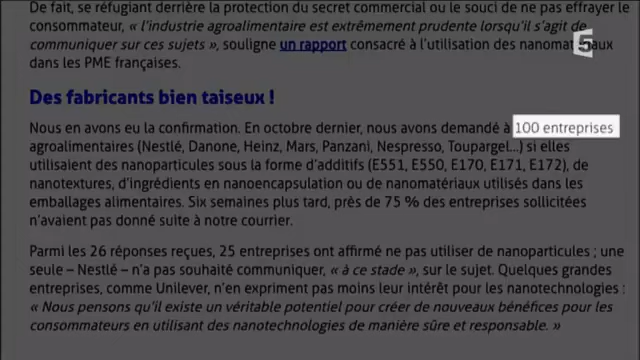 De fait, se réfugiant derrière la protection du secret commercial ou le souci de ne pas effrayer le
consommateur, « l'industrie agroalimentaire est extrêmement prudente lorsqu'il s'agit de
communiquer sur ces sujets », souligne un rapport consacré à l'utilisation des nanomatériaux
dans les PME françaises.
5
Des fabricants bien taiseux !
Nous en avons eu la confirmation. En octobre dernier, nous avons demandé à 100 entreprises
agroalimentaires (Nestlé, Danone, Heinz, Mars, Panzani, Nespresso, Toupargel...) si elles
utilisaient des nanoparticules sous la forme d'additifs (E551, E550, E170, E171, E172), de
nanotextures, d'ingrédients en nanoencapsulation ou de nanomatériaux utilisés dans les
emballages alimentaires. Six semaines plus tard, près de 75 % des entreprises sollicitées
n'avaient pas donné suite à notre courrier.
Parmi les 26 réponses reçues, 25 entreprises ont affirmé ne pas utiliser de nanoparticules ; une
seule – Nestlé – n'a pas souhaité communiquer, « à ce stade », sur le sujet. Quelques grandes
entreprises, comme Unilever, n'en expriment pas moins leur intérêt pour les nanotechnologies :
« Nous pensons qu'il existe un véritable potentiel pour créer de nouveaux bénéfices pour les
consommateurs en utilisant des nanotechnologies de manière sûre et responsable. »